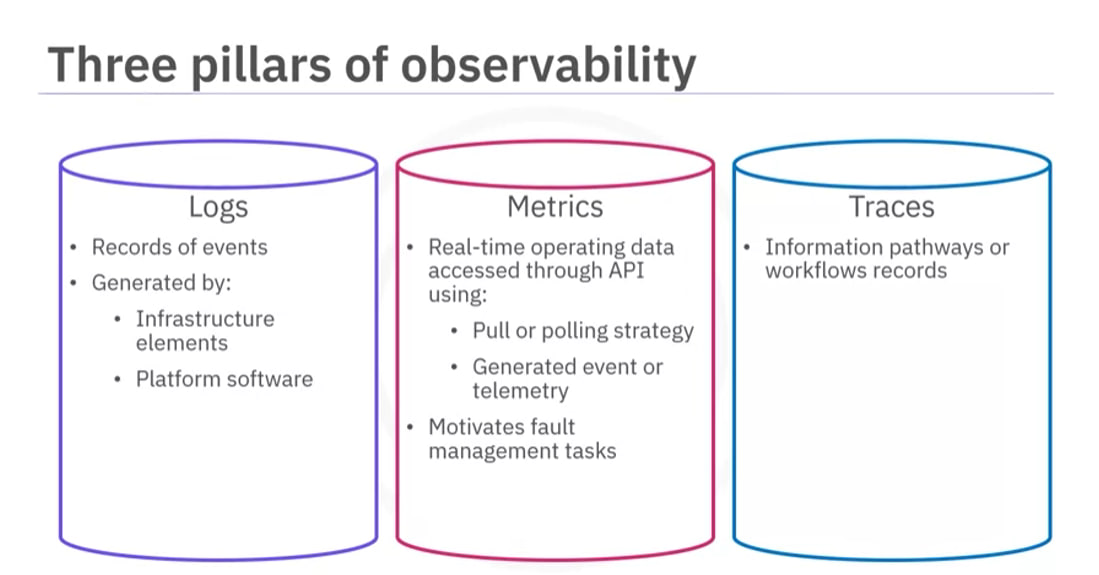 Three pillars of observability
Logs
• Records of events
• Generated by:
• Infrastructure
elements
• Platform software
Metrics
• Real-time operating data
accessed through API
using:
• Pull or polling strategy
• Generated event or
telemetry
• Motivates fault
management tasks
Traces
• Information pathways or
workflows records